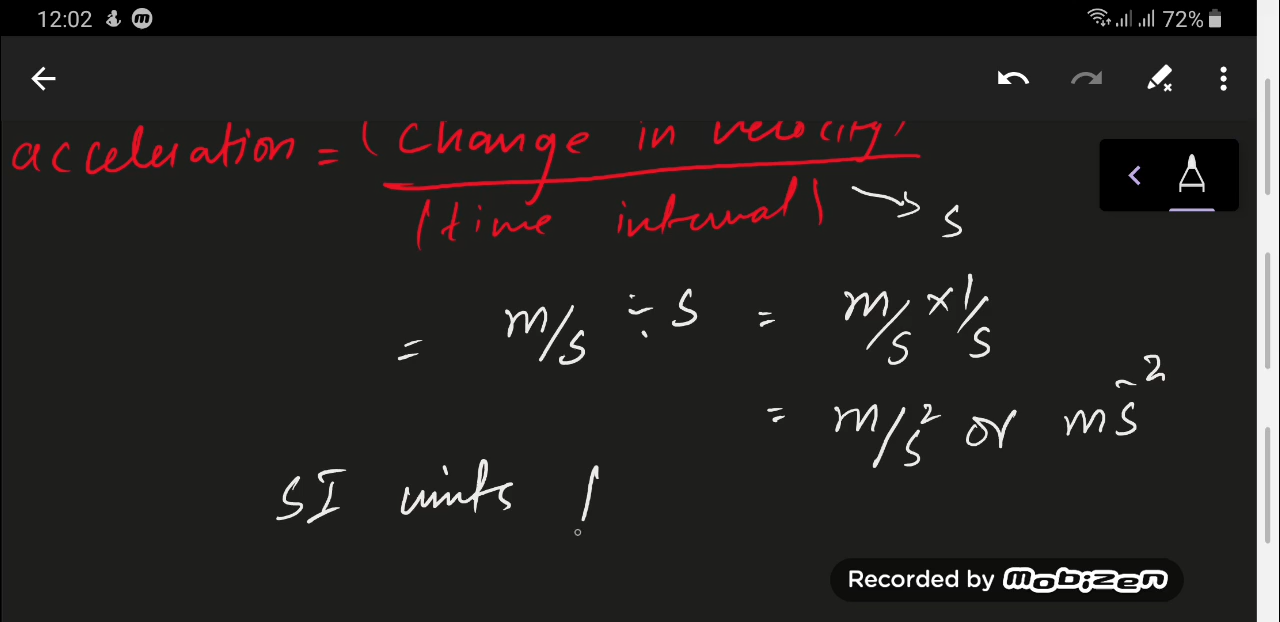 12:02 72%
acceleration = (Change in velocity)
(time interval) → s
= m/s ÷ s = m/s × 1/s
= m/s² or ms⁻²
SI units
Recorded by mobizen